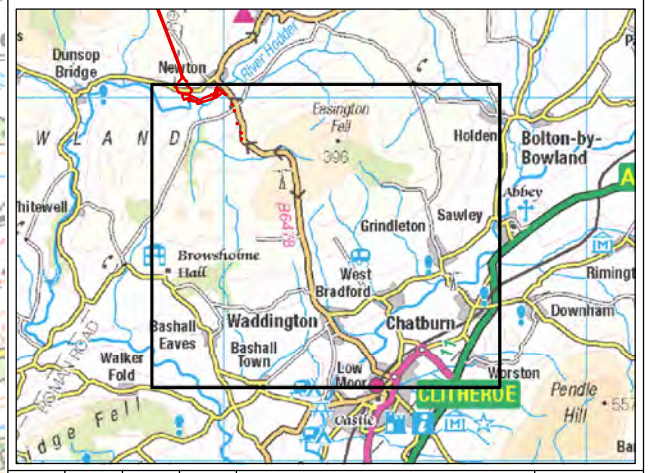 Dunsop
Bridge
Newton
River Hodder
Easington
Fell
396
Holden
Bolton-by-
Bowland
W L A N D
Abbey
A
Whitewell
B6478
Grindleton
Sawley
Browsholme
Hall
West
Bradford
Rimingt
Downham
Bashall
Eaves
Waddington
Chatburn
Bashall
Town
Walker
Fold
Low
Moor
Worston
CLITHEROE
Pendle
Hill
557
ROMAN ROAD
Castle
idge Fell
Ba